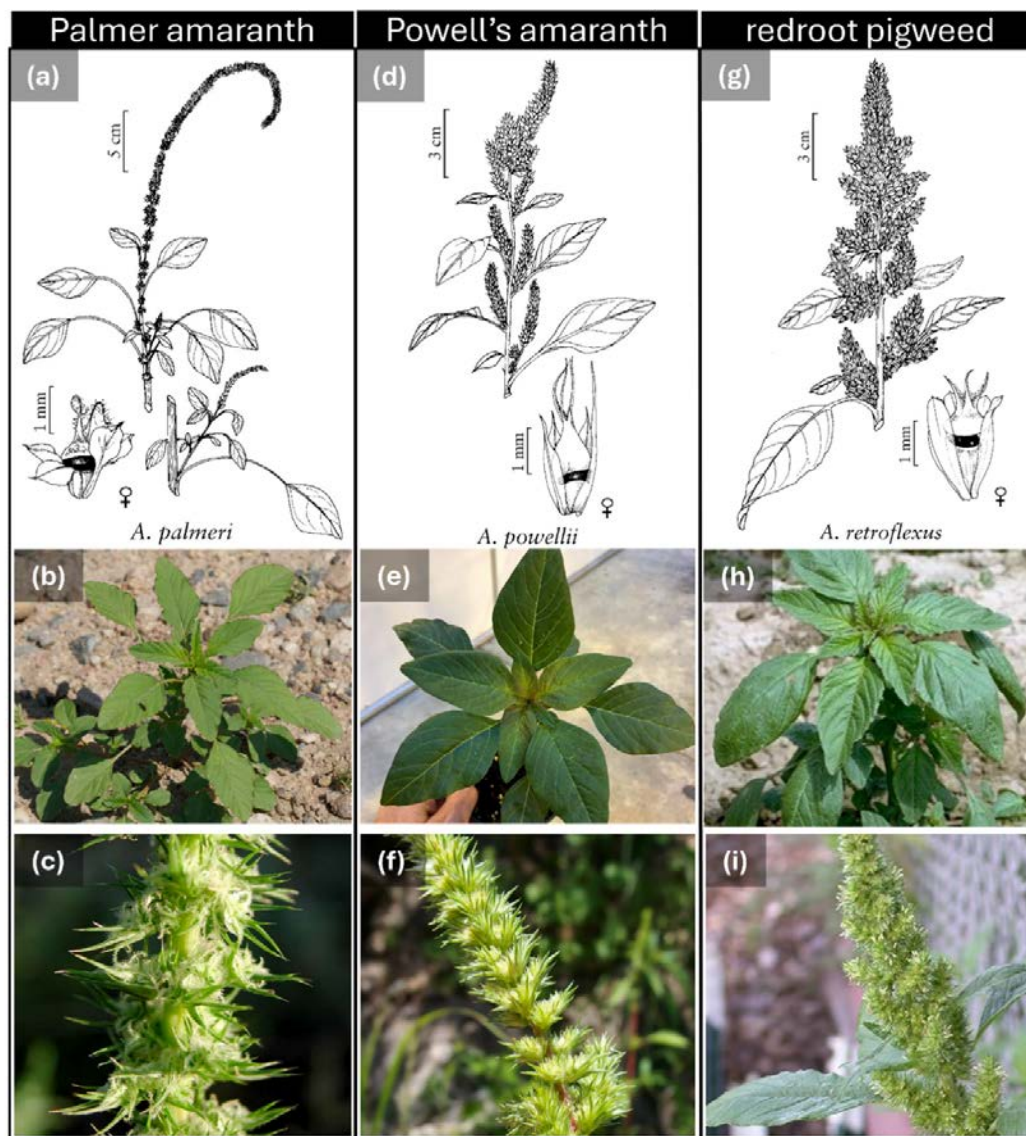 Palmer amaranth
Powell's amaranth
redroot pigweed
(a)
5 cm
1 mm
♀
A. palmeri
(d)
3 cm
1 mm
♀
A. powellii
(g)
3 cm
1 mm
♀
A. retroflexus
(b)
(e)
(h)
(c)
(f)
(i)